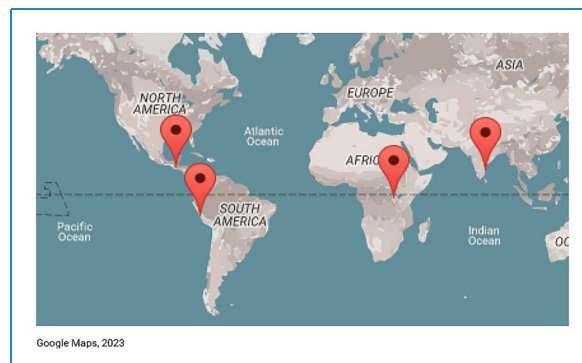 ASIA
EUROPE
NORTH
AMERICA
Atlantic
Ocean
AFRIC
SOUTH
AMERICA
Pacific
Ocean
Indian
Ocean
OC
Google Maps, 2023